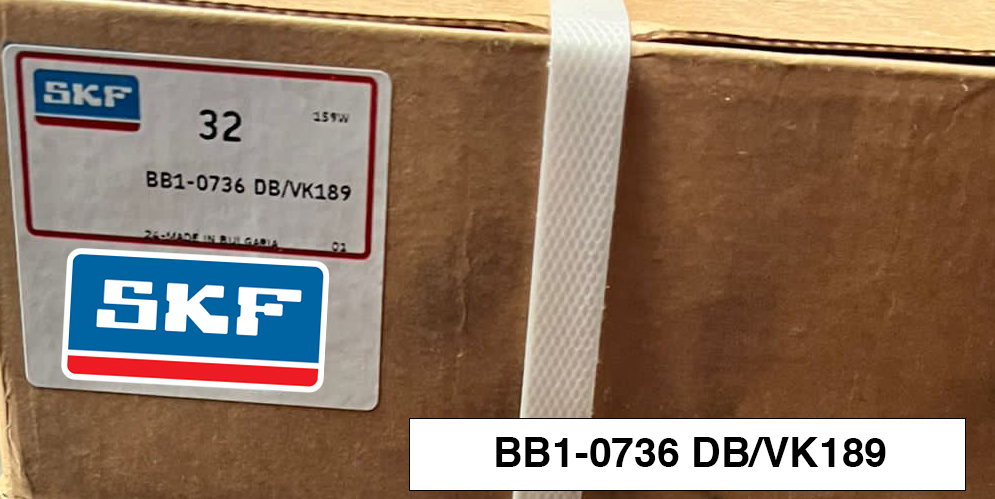 SKF
32
159W
BB1-0736 DB/VK189
24-MADE IN BULGARIA
01
SKF
BB1-0736 DB/VK189